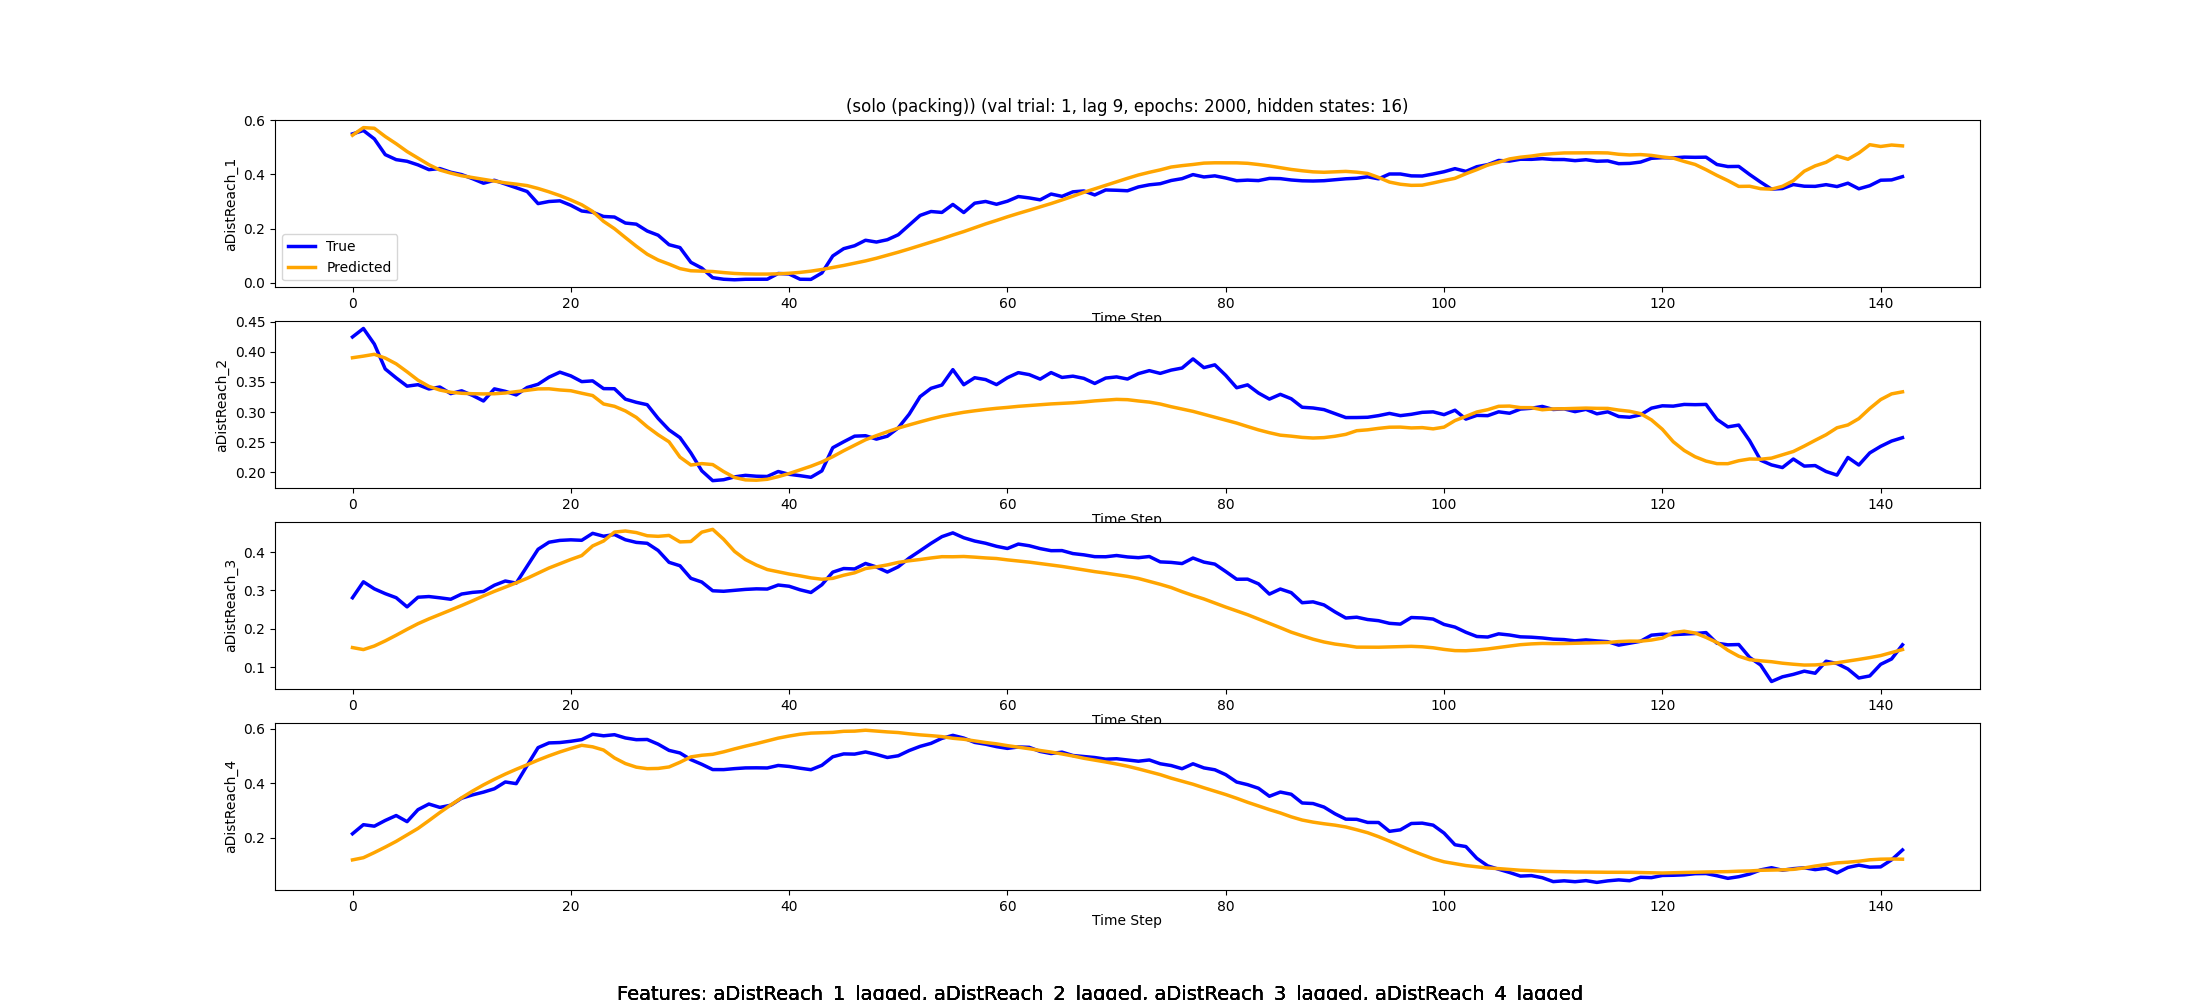 (solo (packing)) (val trial: 1, lag 9, epochs: 2000, hidden states: 16)
0.6
0.4
0.2
0.0
aDistReach_1
True
Predicted
0 20 40 60 80 100 120 140
Time Step
0.45
0.40
0.35
0.30
0.25
0.20
aDistReach_2
0 20 40 60 80 100 120 140
Time Step
0.4
0.3
0.2
0.1
aDistReach_3
0 20 40 60 80 100 120 140
Time Step
0.6
0.4
0.2
aDistReach_4
0 20 40 60 80 100 120 140
Time Step
Features: aDistReach_1_lagged, aDistReach_2_lagged, aDistReach_3_lagged, aDistReach_4_lagged